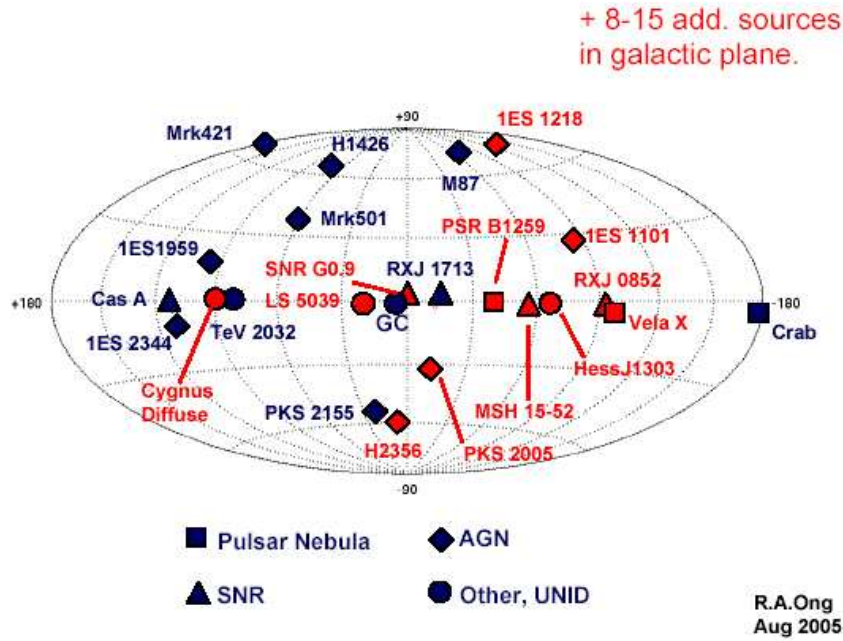 + 8-15 add. sources
in galactic plane.
+90
1ES 1218
Mrk421
H1426
M87
Mrk501
PSR B1259
1ES 1101
1ES1959
SNR G0.9
RXJ 1713
RXJ 0852
+180
Cas A
LS 5039
-180
GC
Vela X
Crab
1ES 2344
TeV 2032
HessJ1303
Cygnus
Diffuse
PKS 2155
MSH 15-52
H2356
PKS 2005
-90
Pulsar Nebula
AGN
SNR
Other, UNID
R.A.Ong
Aug 2005